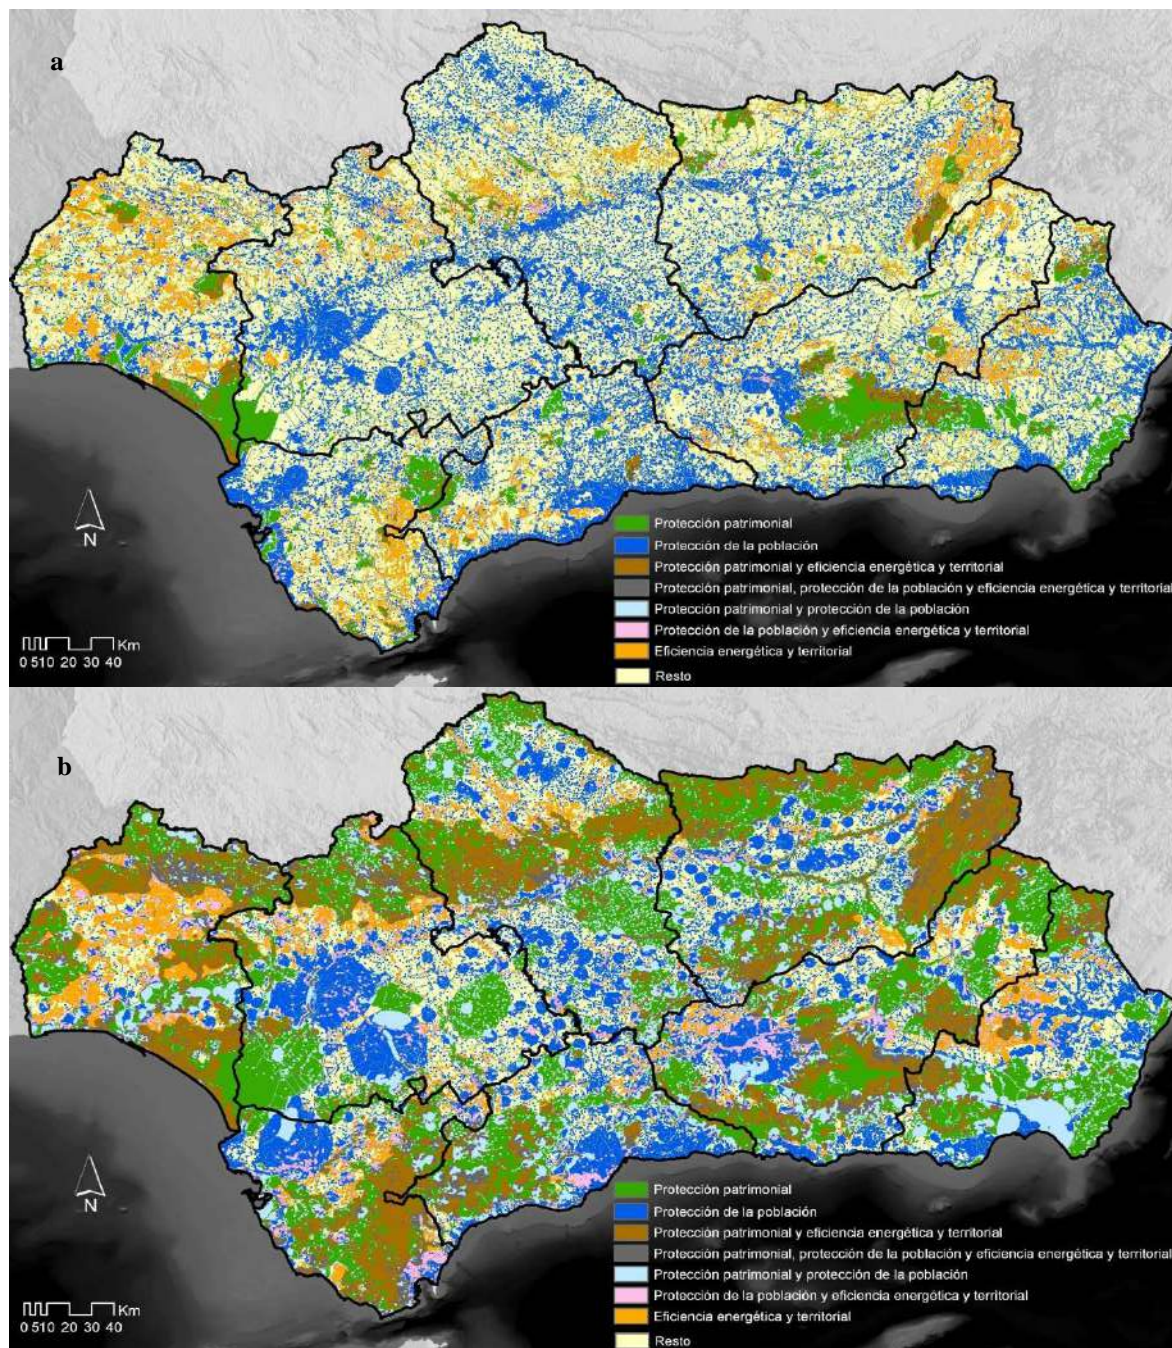 a
N
Km
0 5 10 20 30 40
Protección patrimonial
Protección de la población
Protección patrimonial y eficiencia energética y territorial
Protección patrimonial, protección de la población y eficiencia energética y territorial
Protección patrimonial y protección de la población
Protección de la población y eficiencia energética y territorial
Eficiencia energética y territorial
Resto
b
N
Km
0 5 10 20 30 40
Protección patrimonial
Protección de la población
Protección patrimonial y eficiencia energética y territorial
Protección patrimonial, protección de la población y eficiencia energética y territorial
Protección patrimonial y protección de la población
Protección de la población y eficiencia energética y territorial
Eficiencia energética y territorial
Resto